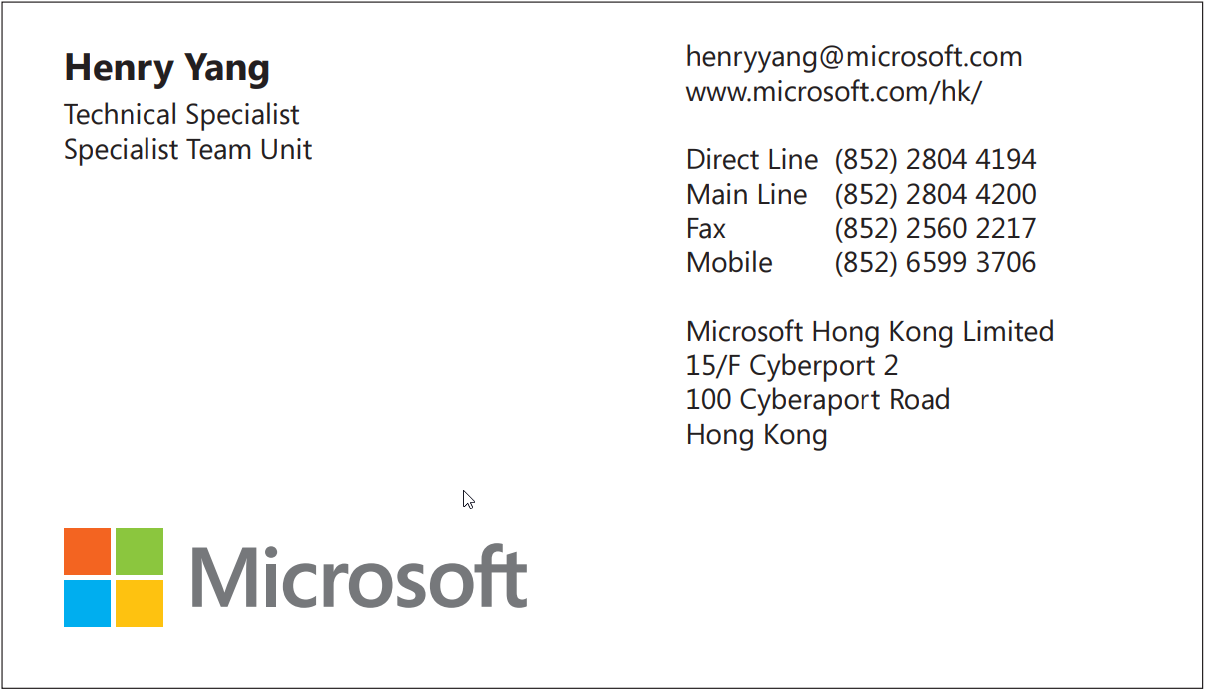 Henry Yang
Technical Specialist
Specialist Team Unit
henryyang@microsoft.com
www.microsoft.com/hk/
Direct Line (852) 2804 4194
Main Line (852) 2804 4200
Fax (852) 2560 2217
Mobile (852) 6599 3706
Microsoft Hong Kong Limited
15/F Cyberport 2
100 Cyberaport Road
Hong Kong
Microsoft